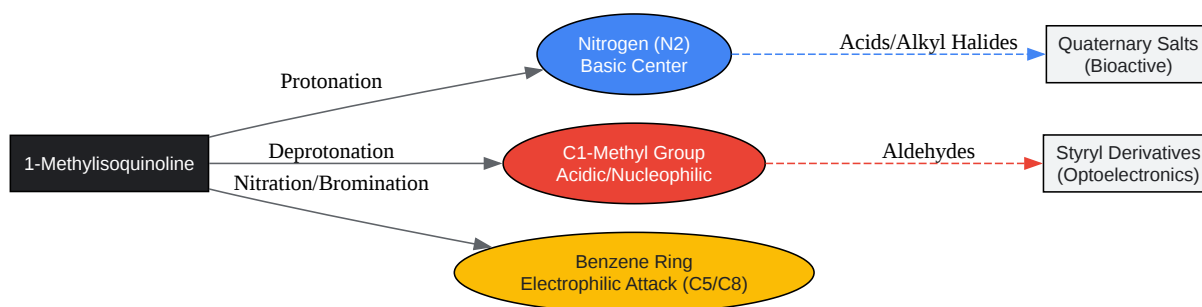 Nitrogen (N2)
Basic Center
Acids/Alkyl Halides
Quaternary Salts
(Bioactive)
Protonation
1-Methylisoquinoline
Deprotonation
C1-Methyl Group
Acidic/Nucleophilic
Aldehydes
Styryl Derivatives
(Optoelectronics)
Nitration/Bromination
Benzene Ring
Electrophilic Attack (C5/C8)